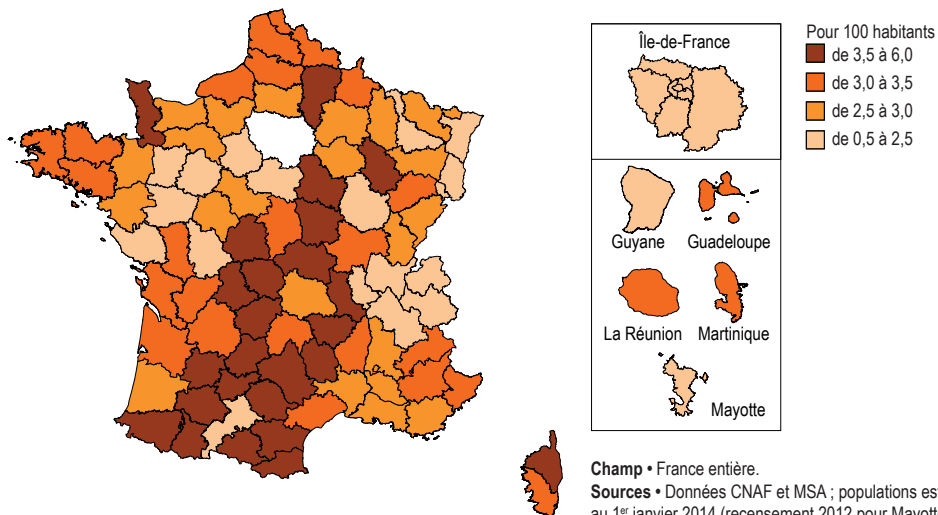 Île-de-France
Guyane
Guadeloupe
La Réunion
Martinique
Mayotte
Pour 100 habitants
de 3,5 à 6,0
de 3,0 à 3,5
de 2,5 à 3,0
de 0,5 à 2,5
Champ • France entière.
Sources • Données CNAF et MSA ; populations es
au 1er janvier 2014 (recensement 2012 pour Mayott